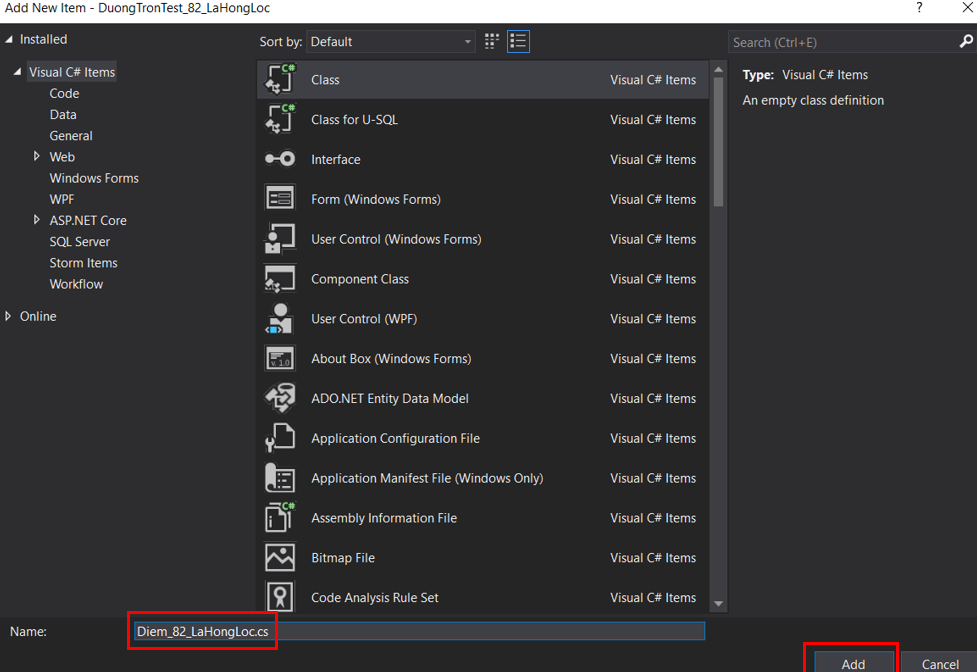 Add New Item - DuongTronTest_82_LaHongLoc ? ×
Installed
Visual C# Items
Code
Data
General
Web
Windows Forms
WPF
ASP.NET Core
SQL Server
Storm Items
Workflow
Online
Sort by: Default
C# Class Visual C# Items
C# Class for U-SQL Visual C# Items
Interface Visual C# Items
Form (Windows Forms) Visual C# Items
User Control (Windows Forms) Visual C# Items
Component Class Visual C# Items
User Control (WPF) Visual C# Items
v. 1.0 About Box (Windows Forms) Visual C# Items
ADO.NET Entity Data Model Visual C# Items
Application Configuration File Visual C# Items
Application Manifest File (Windows Only) Visual C# Items
C# Assembly Information File Visual C# Items
Bitmap File Visual C# Items
Code Analysis Rule Set Visual C# Items
Search (Ctrl+E)
Type: Visual C# Items
An empty class definition
Name: Diem_82_LaHongLoc.cs
Add Cancel